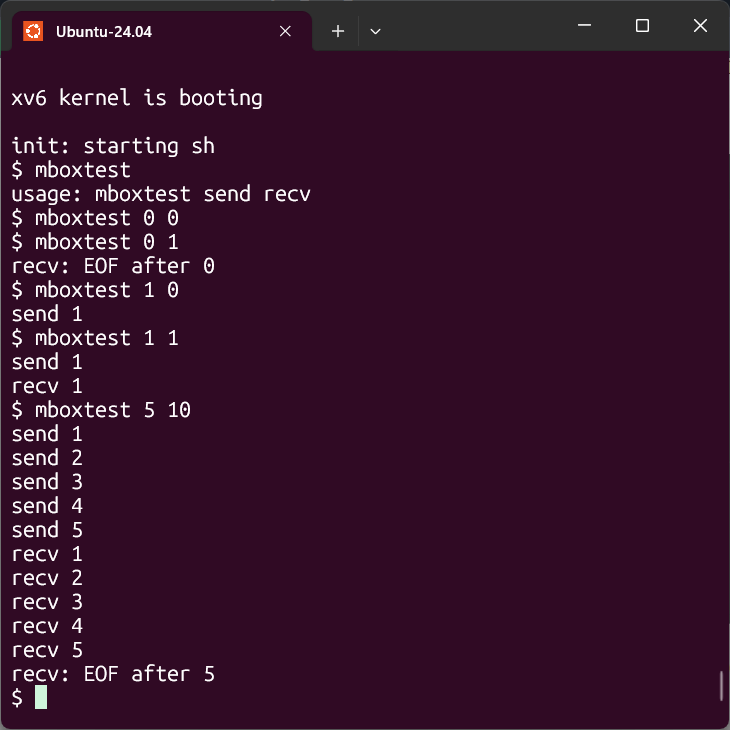 Ubuntu-24.04
xv6 kernel is booting
init: starting sh
$ mboxtest
usage: mboxtest send recv
$ mboxtest 0 0
$ mboxtest 0 1
recv: EOF after 0
$ mboxtest 1 0
send 1
$ mboxtest 1 1
send 1
recv 1
$ mboxtest 5 10
send 1
send 2
send 3
send 4
send 5
recv 1
recv 2
recv 3
recv 4
recv 5
recv: EOF after 5
$